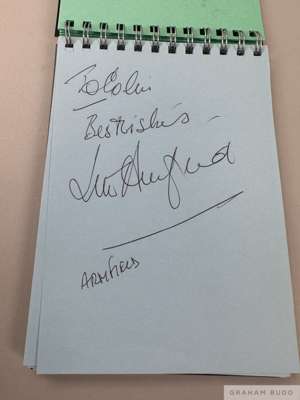 To Colin
Best wishes
ARMFIELD
GRAHAM BUDD